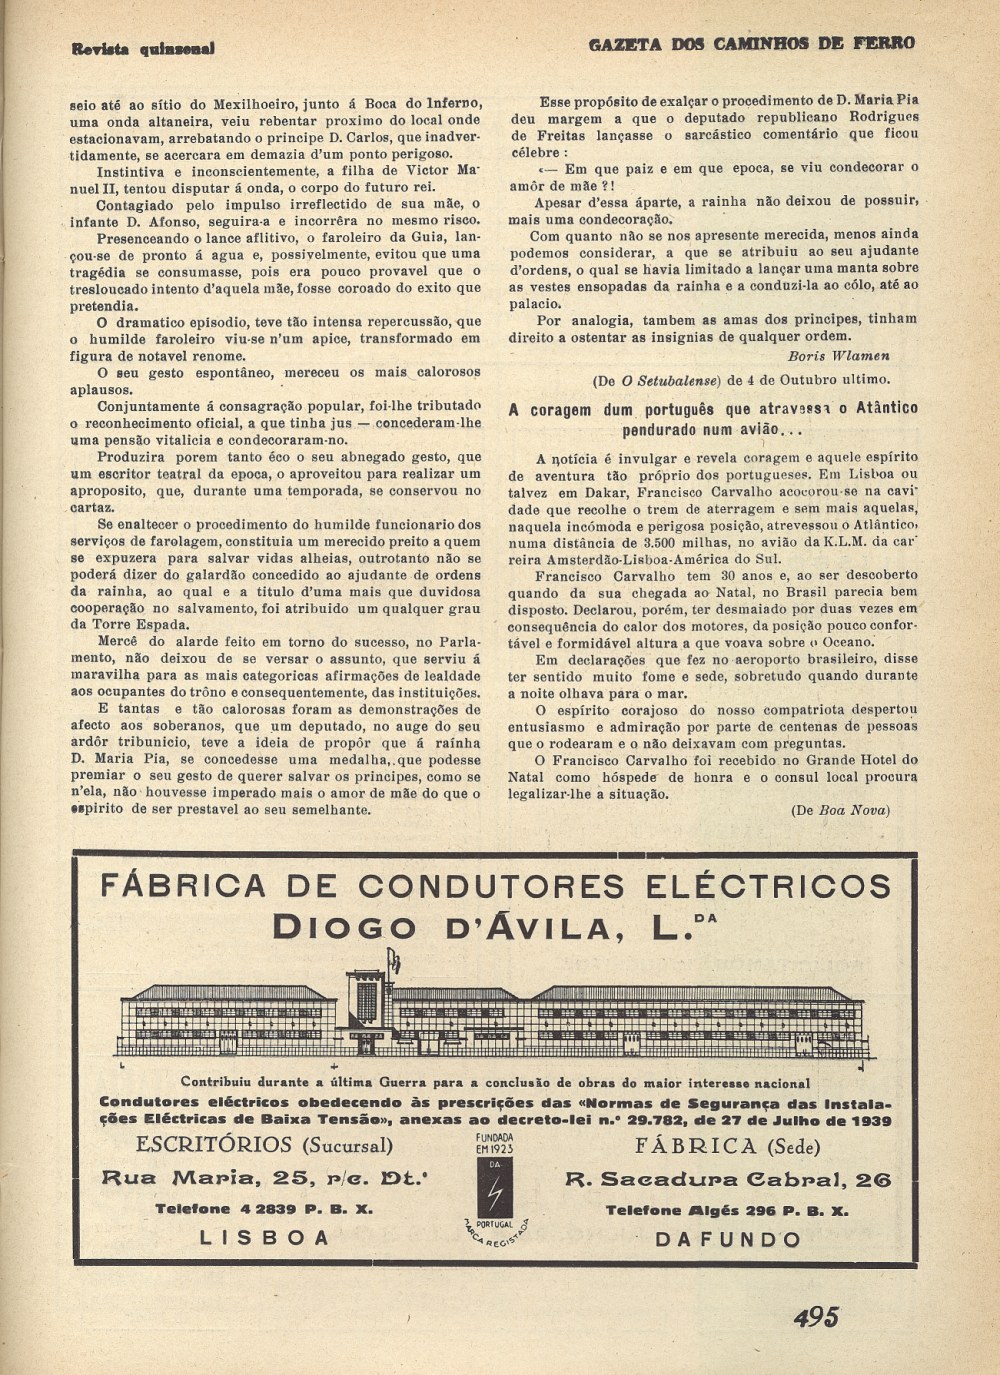 Revista quinzenal
GAZETA DOS CAMINHOS DE FERRO
seio até ao sítio do Mexilhoeiro, junto á Boca do Inferno,
uma onda altaneira, veiu rebentar proximo do local onde
estacionavam, arrebatando o principe D. Carlos, que inadver-
tidamente, se acercara em demazia d'um ponto perigoso.
Instintiva e inconscientemente, a filha de Victor Ma-
nuel II, tentou disputar á onda, o corpo do futuro rei.
Contagiado pelo impulso irreflectido de sua mãe, o
infante D. Afonso, seguira-a e incorrêra no mesmo risco.
Presenceando o lance aflitivo, o faroleiro da Guia, lan-
çou-se de pronto á agua e, possivelmente, evitou que uma
tragédia se consumasse, pois era pouco provavel que o
tresloucado intento d'aquela mãe, fosse coroado do exito que
pretendia.
O dramatico episodio, teve tão intensa repercussão, que
o humilde faroleiro viu-se n'um apice, transformado em
figura de notavel renome.
O seu gesto espontâneo, mereceu os mais calorosos
aplausos.
Conjuntamente á consagração popular, foi-lhe tributado
o reconhecimento oficial, a que tinha jus — concederam-lhe
uma pensão vitalicia e condecoraram-no.
Produzira porem tanto éco o seu abnegado gesto, que
um escritor teatral da epoca, o aproveitou para realizar um
aproposito, que, durante uma temporada, se conservou no
cartaz.
Se enaltecer o procedimento do humilde funcionario dos
serviços de farolagem, constituia um merecido preito a quem
se expuzera para salvar vidas alheias, outrotanto não se
poderá dizer do galardão concedido ao ajudante de ordens
da rainha, ao qual e a titulo d'uma mais que duvidosa
cooperação no salvamento, foi atribuido um qualquer grau
da Torre Espada.
Mercê do alarde feito em torno do sucesso, no Parla-
mento, não deixou de se versar o assunto, que serviu á
maravilha para as mais categoricas afirmações de lealdade
aos ocupantes do trôno e consequentemente, das instituições.
E tantas e tão calorosas foram as demonstrações de
afecto aos soberanos, que um deputado, no auge do seu
ardôr tribunicio, teve a ideia de propôr que á raínha
D. Maria Pia, se concedesse uma medalha, que podesse
premiar o seu gesto de querer salvar os principes, como se
n'ela, não houvesse imperado mais o amor de mãe do que o
espirito de ser prestavel ao seu semelhante.
Esse propósito de exalçar o procedimento de D. Maria Pia
deu margem a que o deputado republicano Rodrigues
de Freitas lançasse o sarcástico comentário que ficou
célebre :
«— Em que paiz e em que epoca, se viu condecorar o
amôr de mãe ?!
Apesar d'essa áparte, a rainha não deixou de possuir,
mais uma condecoração.
Com quanto não se nos apresente merecida, menos ainda
podemos considerar, a que se atribuiu ao seu ajudante
d'ordens, o qual se havia limitado a lançar uma manta sobre
as vestes ensopadas da rainha e a conduzi-la ao cólo, até ao
palacio.
Por analogia, tambem as amas dos principes, tinham
direito a ostentar as insignias de qualquer ordem.
Boris Wlamen
(De O Setubalense) de 4 de Outubro ultimo.
A coragem dum português que atravessa o Atântico
pendurado num avião...
A notícia é invulgar e revela coragem e aquele espírito
de aventura tão próprio dos portugueses. Em Lisboa ou
talvez em Dakar, Francisco Carvalho acocorou-se na cavi-
dade que recolhe o trem de aterragem e sem mais aquelas,
naquela incómoda e perigosa posição, atrevessou o Atlântico,
numa distância de 3.500 milhas, no avião da K.L.M. da car-
reira Amsterdão-Lisboa-América do Sul.
Francisco Carvalho tem 30 anos e, ao ser descoberto
quando da sua chegada ao Natal, no Brasil parecia bem
disposto. Declarou, porém, ter desmaiado por duas vezes em
consequência do calor dos motores, da posição pouco confor-
tável e formidável altura a que voava sobre o Oceano.
Em declarações que fez no aeroporto brasileiro, disse
ter sentido muito fome e sede, sobretudo quando durante
a noite olhava para o mar.
O espírito corajoso do nosso compatriota despertou
entusiasmo e admiração por parte de centenas de pessoas
que o rodearam e o não deixavam com preguntas.
O Francisco Carvalho foi recebido no Grande Hotel do
Natal como hóspede de honra e o consul local procura
legalizar-lhe a situação.
(De Boa Nova)
FÁBRICA DE CONDUTORES ELÉCTRICOS
DIOGO D'ÁVILA, L.DA
Contribuiu durante a última Guerra para a conclusão de obras do maior interesse nacional
Condutores eléctricos obedecendo às prescrições das «Normas de Segurança das Instala-
ções Eléctricas de Baixa Tensão», anexas ao decreto-lei n.º 29.782, de 27 de Julho de 1939
ESCRITÓRIOS (Sucursal)
Rua Maria, 25, r/c. Dt.º
Telefone 4 2839 P. B. X.
LISBOA
FUNDADA
EM 1923
DA
PORTUGAL
MARCA REGISTADA
FÁBRICA (Sede)
R. Sacadura Cabral, 26
Telefone Algés 296 P. B. X.
DAFUNDO
495